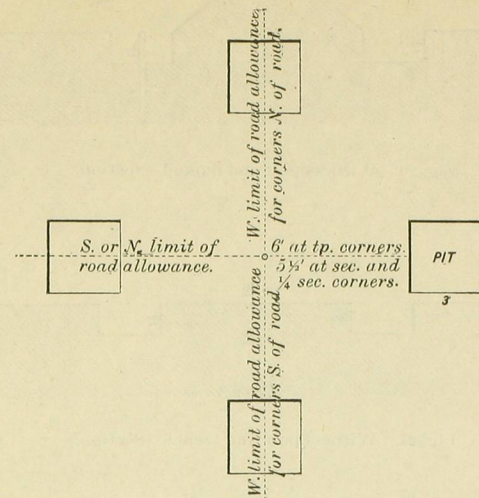 W. limit of road allowance
for corners N. of road.
S. or N. limit of
road allowance.
6' at tp. corners.
5½' at sec. and
¼ sec. corners.
PIT
3
W. limit of road allowance
for corners S. of road